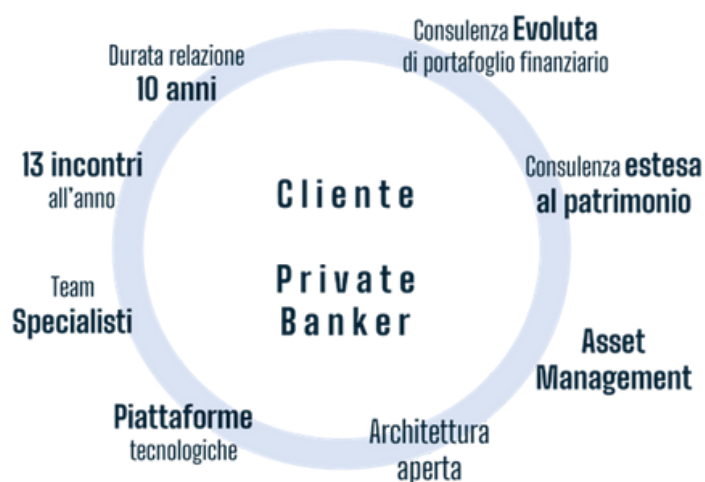 Consulenza Evoluta
di portafoglio finanziario
Durata relazione
10 anni
13 incontri
all'anno
Consulenza estesa
al patrimonio
Cliente
Private
Banker
Team
Specialisti
Asset
Management
Piattaforme
tecnologiche
Architettura
aperta